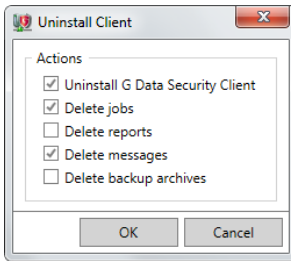 Uninstall Client
Actions
Uninstall G Data Security Client
Delete jobs
Delete reports
Delete messages
Delete backup archives
OK
Cancel